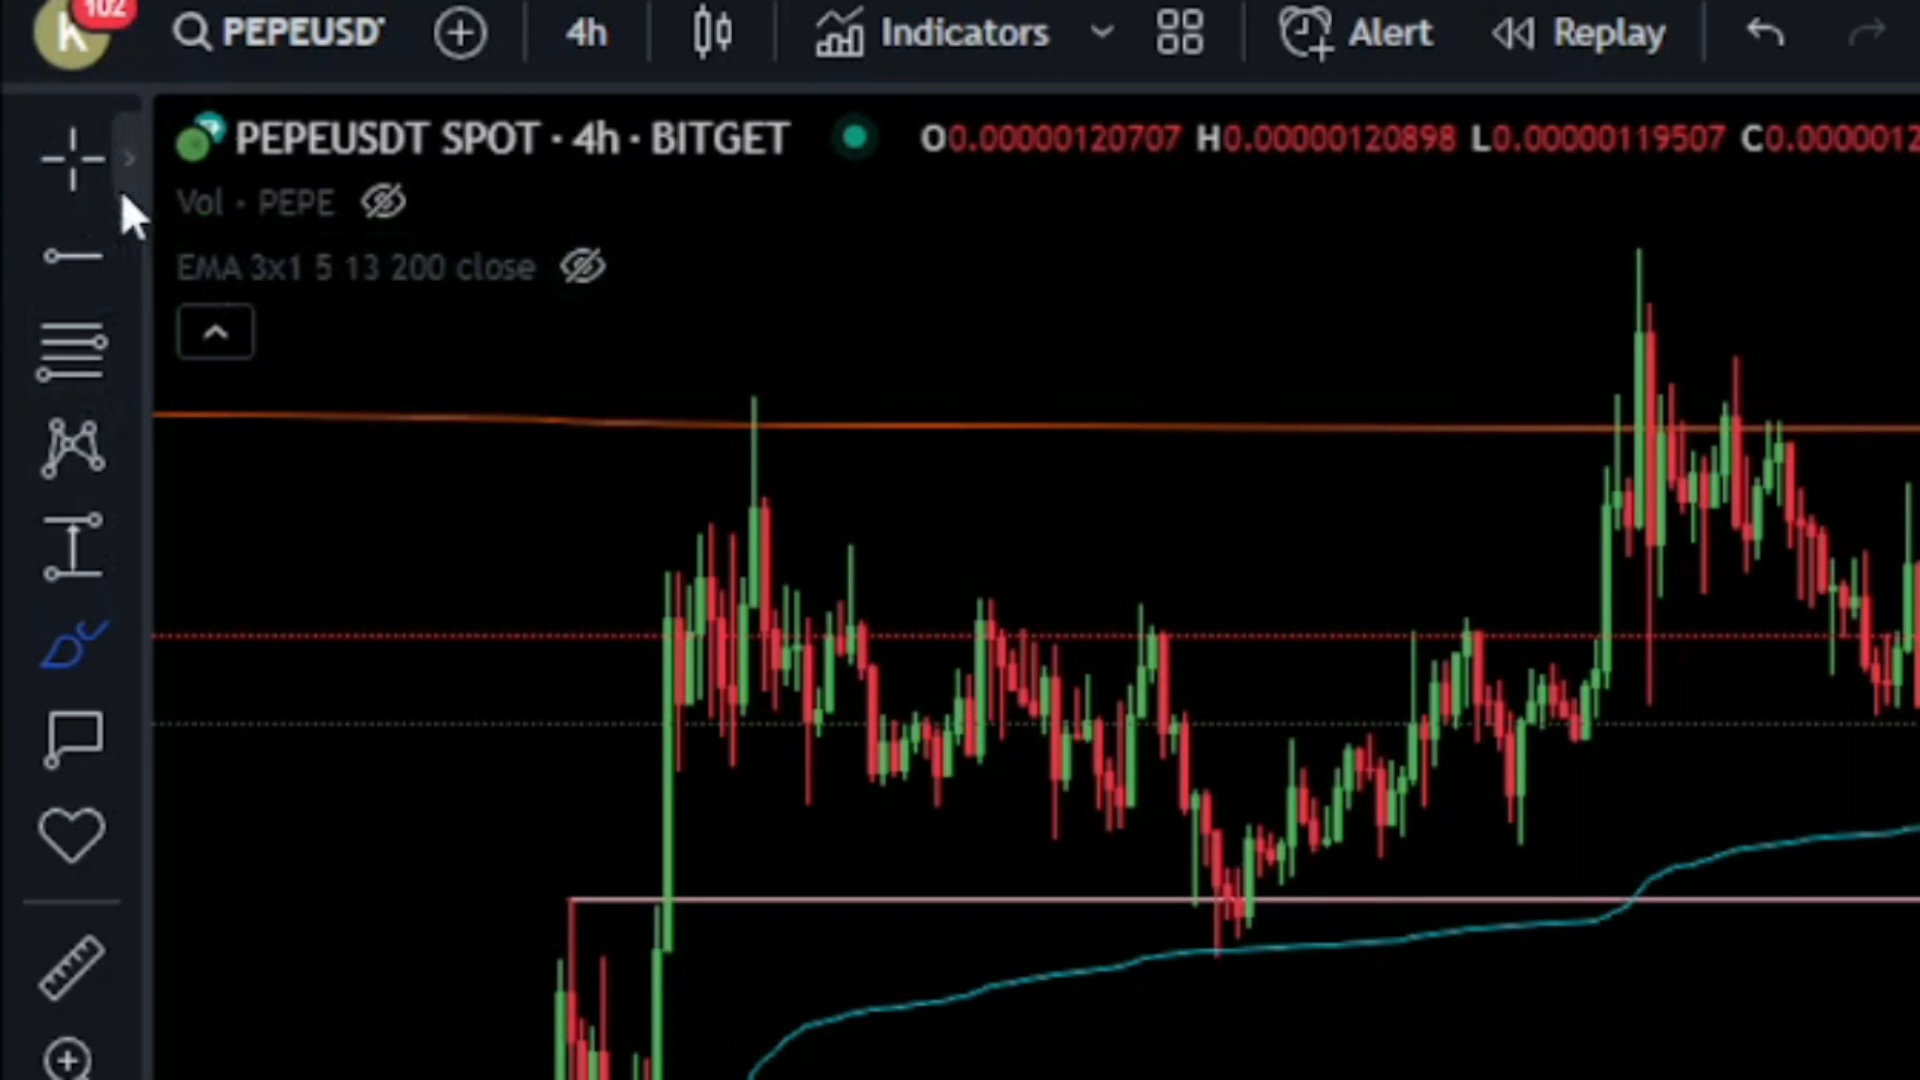 K
102
PEPEUSDT
4h
Indicators
Alert
Replay
PEPEUSDT SPOT · 4h · BITGET
O0.00000120707 H0.00000120898 L0.00000119507 C0.0000012
Vol · PEPE
EMA 3x1 5 13 200 close